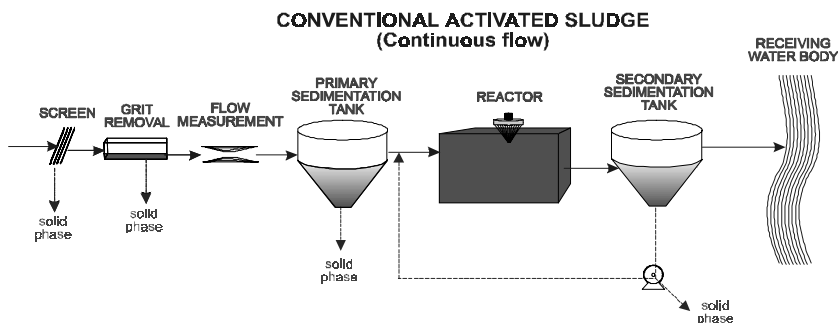 CONVENTIONAL ACTIVATED SLUDGE
(Continuous flow)
RECEIVING
WATER BODY
PRIMARY
SEDIMENTATION
TANK
SECONDARY
SEDIMENTATION
TANK
REACTOR
SCREEN
GRIT
REMOVAL
FLOW
MEASUREMENT
solid
phase
solid
phase
solid
phase
solid
phase